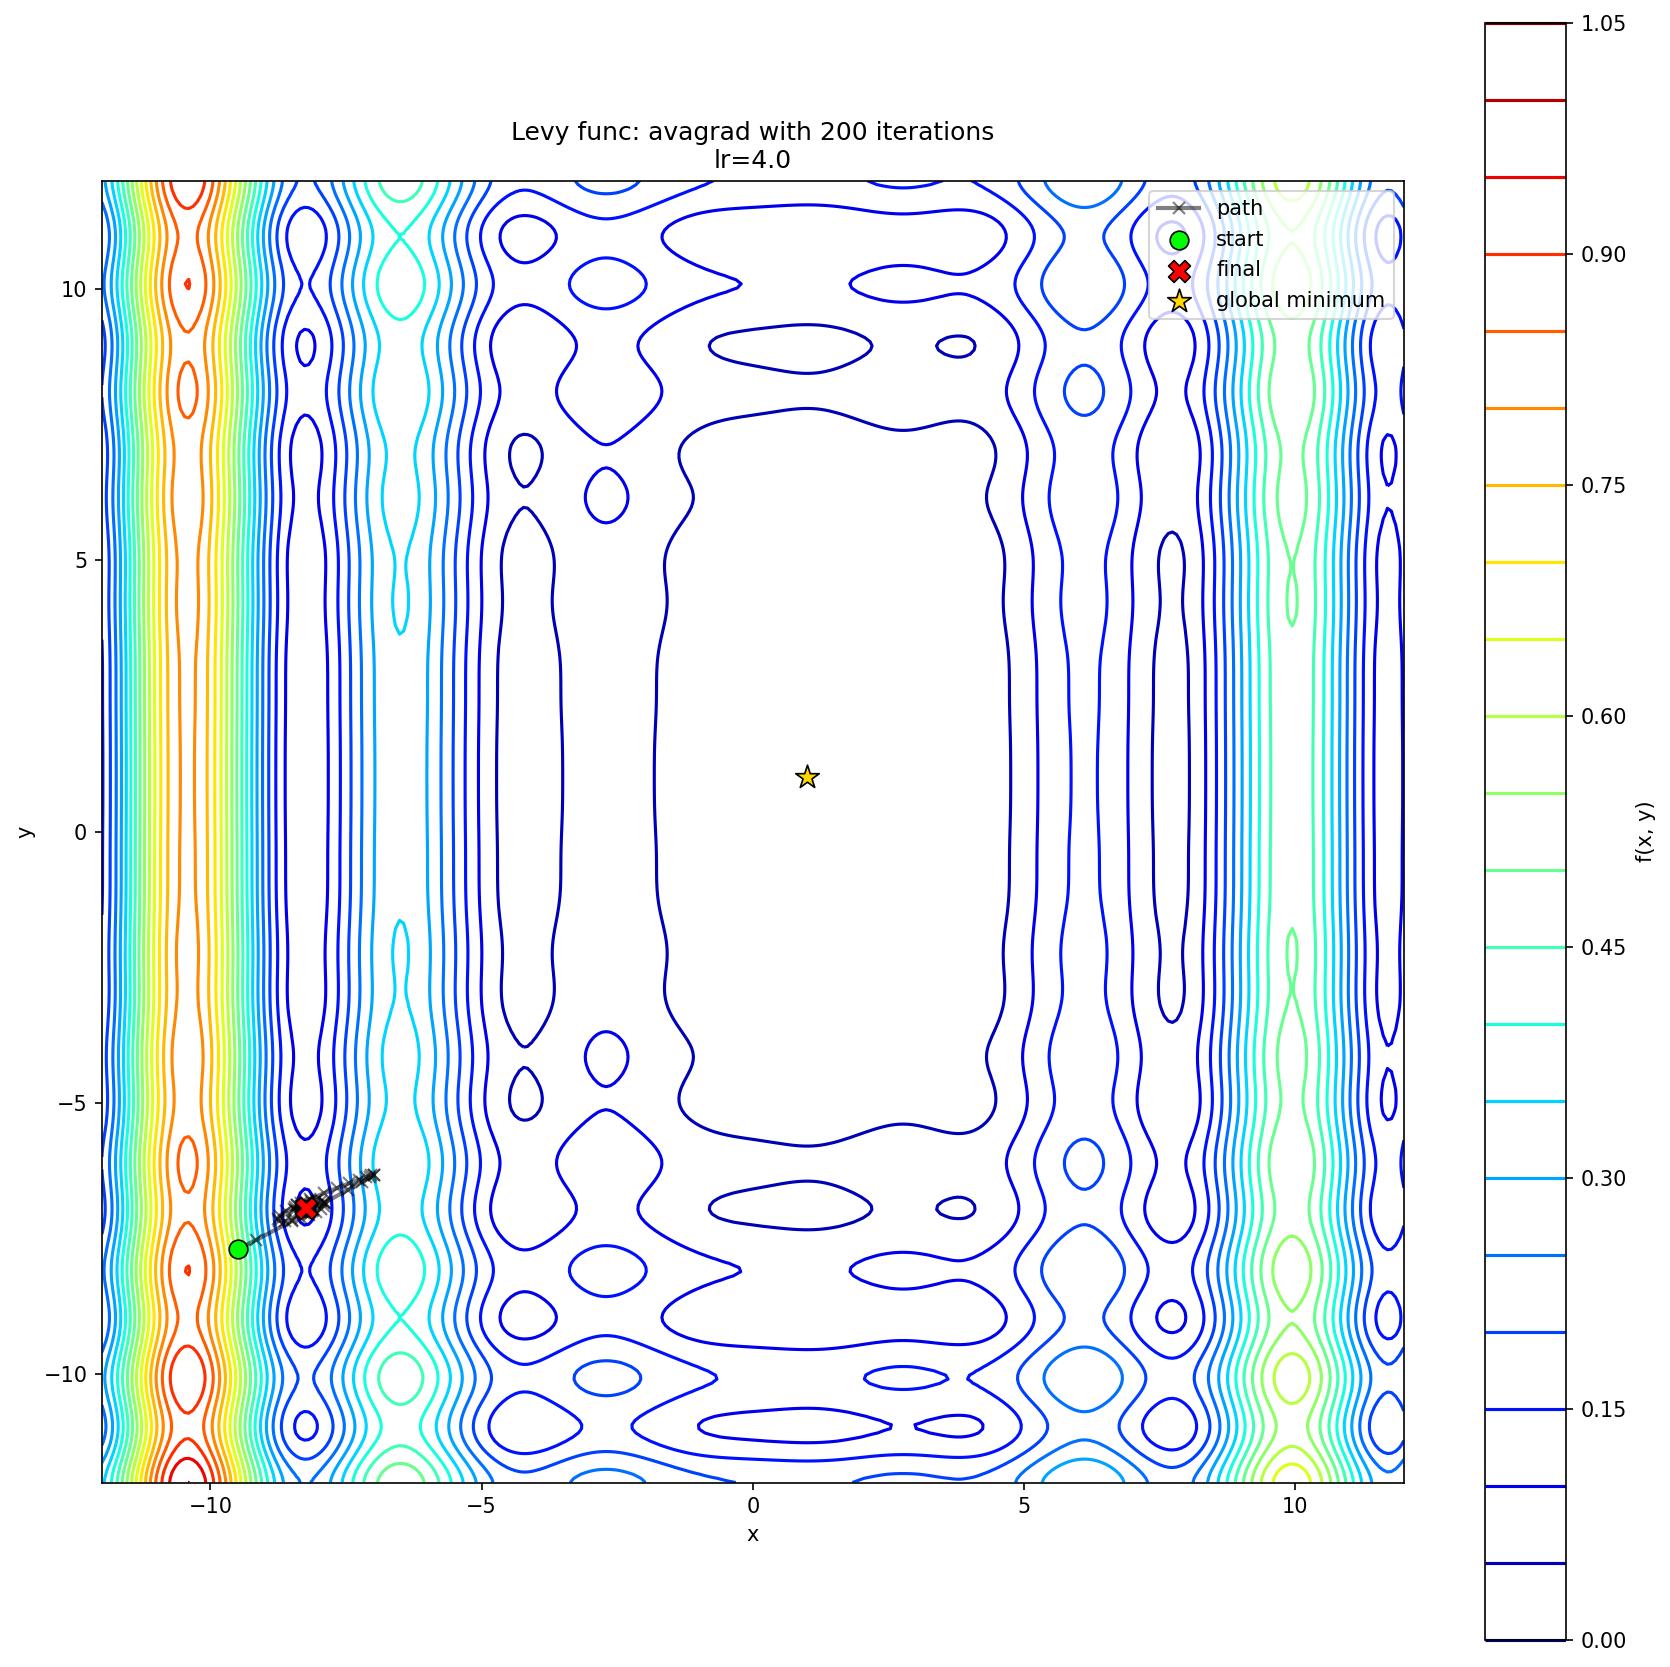 Levy func: avagrad with 200 iterations
lr=4.0
path
start
final
global minimum
10
5
0
−5
−10
y
−10
−5
0
5
10
x
1.05
0.90
0.75
0.60
0.45
0.30
0.15
0.00
f(x, y)